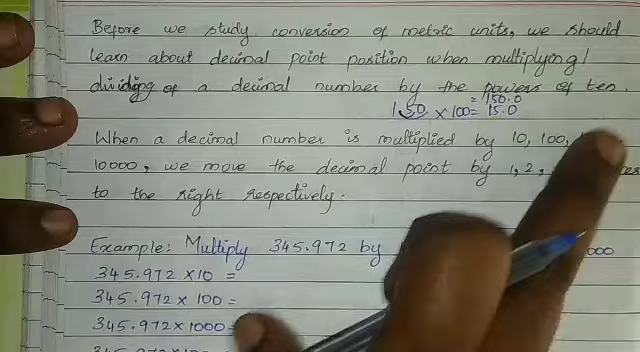 Before we study conversion of metric units, we should
learn about decimal point position when multiplying/
dividing of a decimal number by the powers of ten.
= 150.0
1.50 × 100 = 15.0
When a decimal number is multiplied by 10, 100,
10000, we move the decimal point by 1, 2,
to the right respectively.
Example: Multiply 345.972 by
345.972 × 10 =
345.972 × 100 =
345.972 × 1000 =